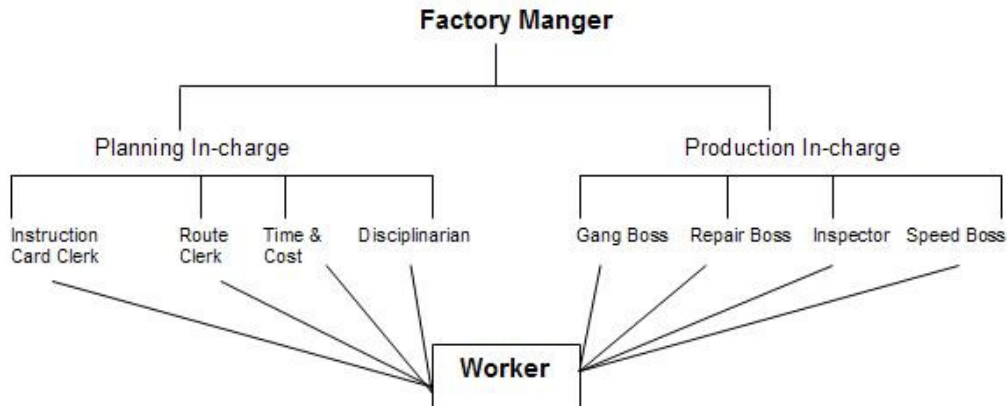 Factory Manger
Planning In-charge
Production In-charge
Instruction
Card Clerk
Route
Clerk
Time &
Cost
Disciplinarian
Gang Boss
Repair Boss
Inspector
Speed Boss
Worker